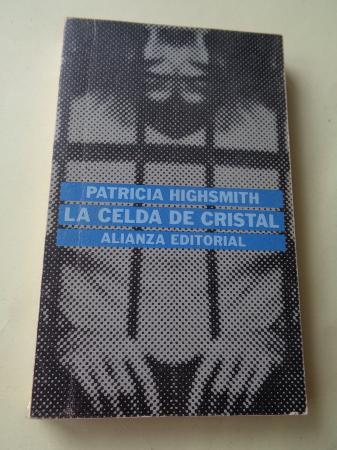 PATRICIA HIGHSMITH
LA CELDA DE CRISTAL
ALIANZA EDITORIAL